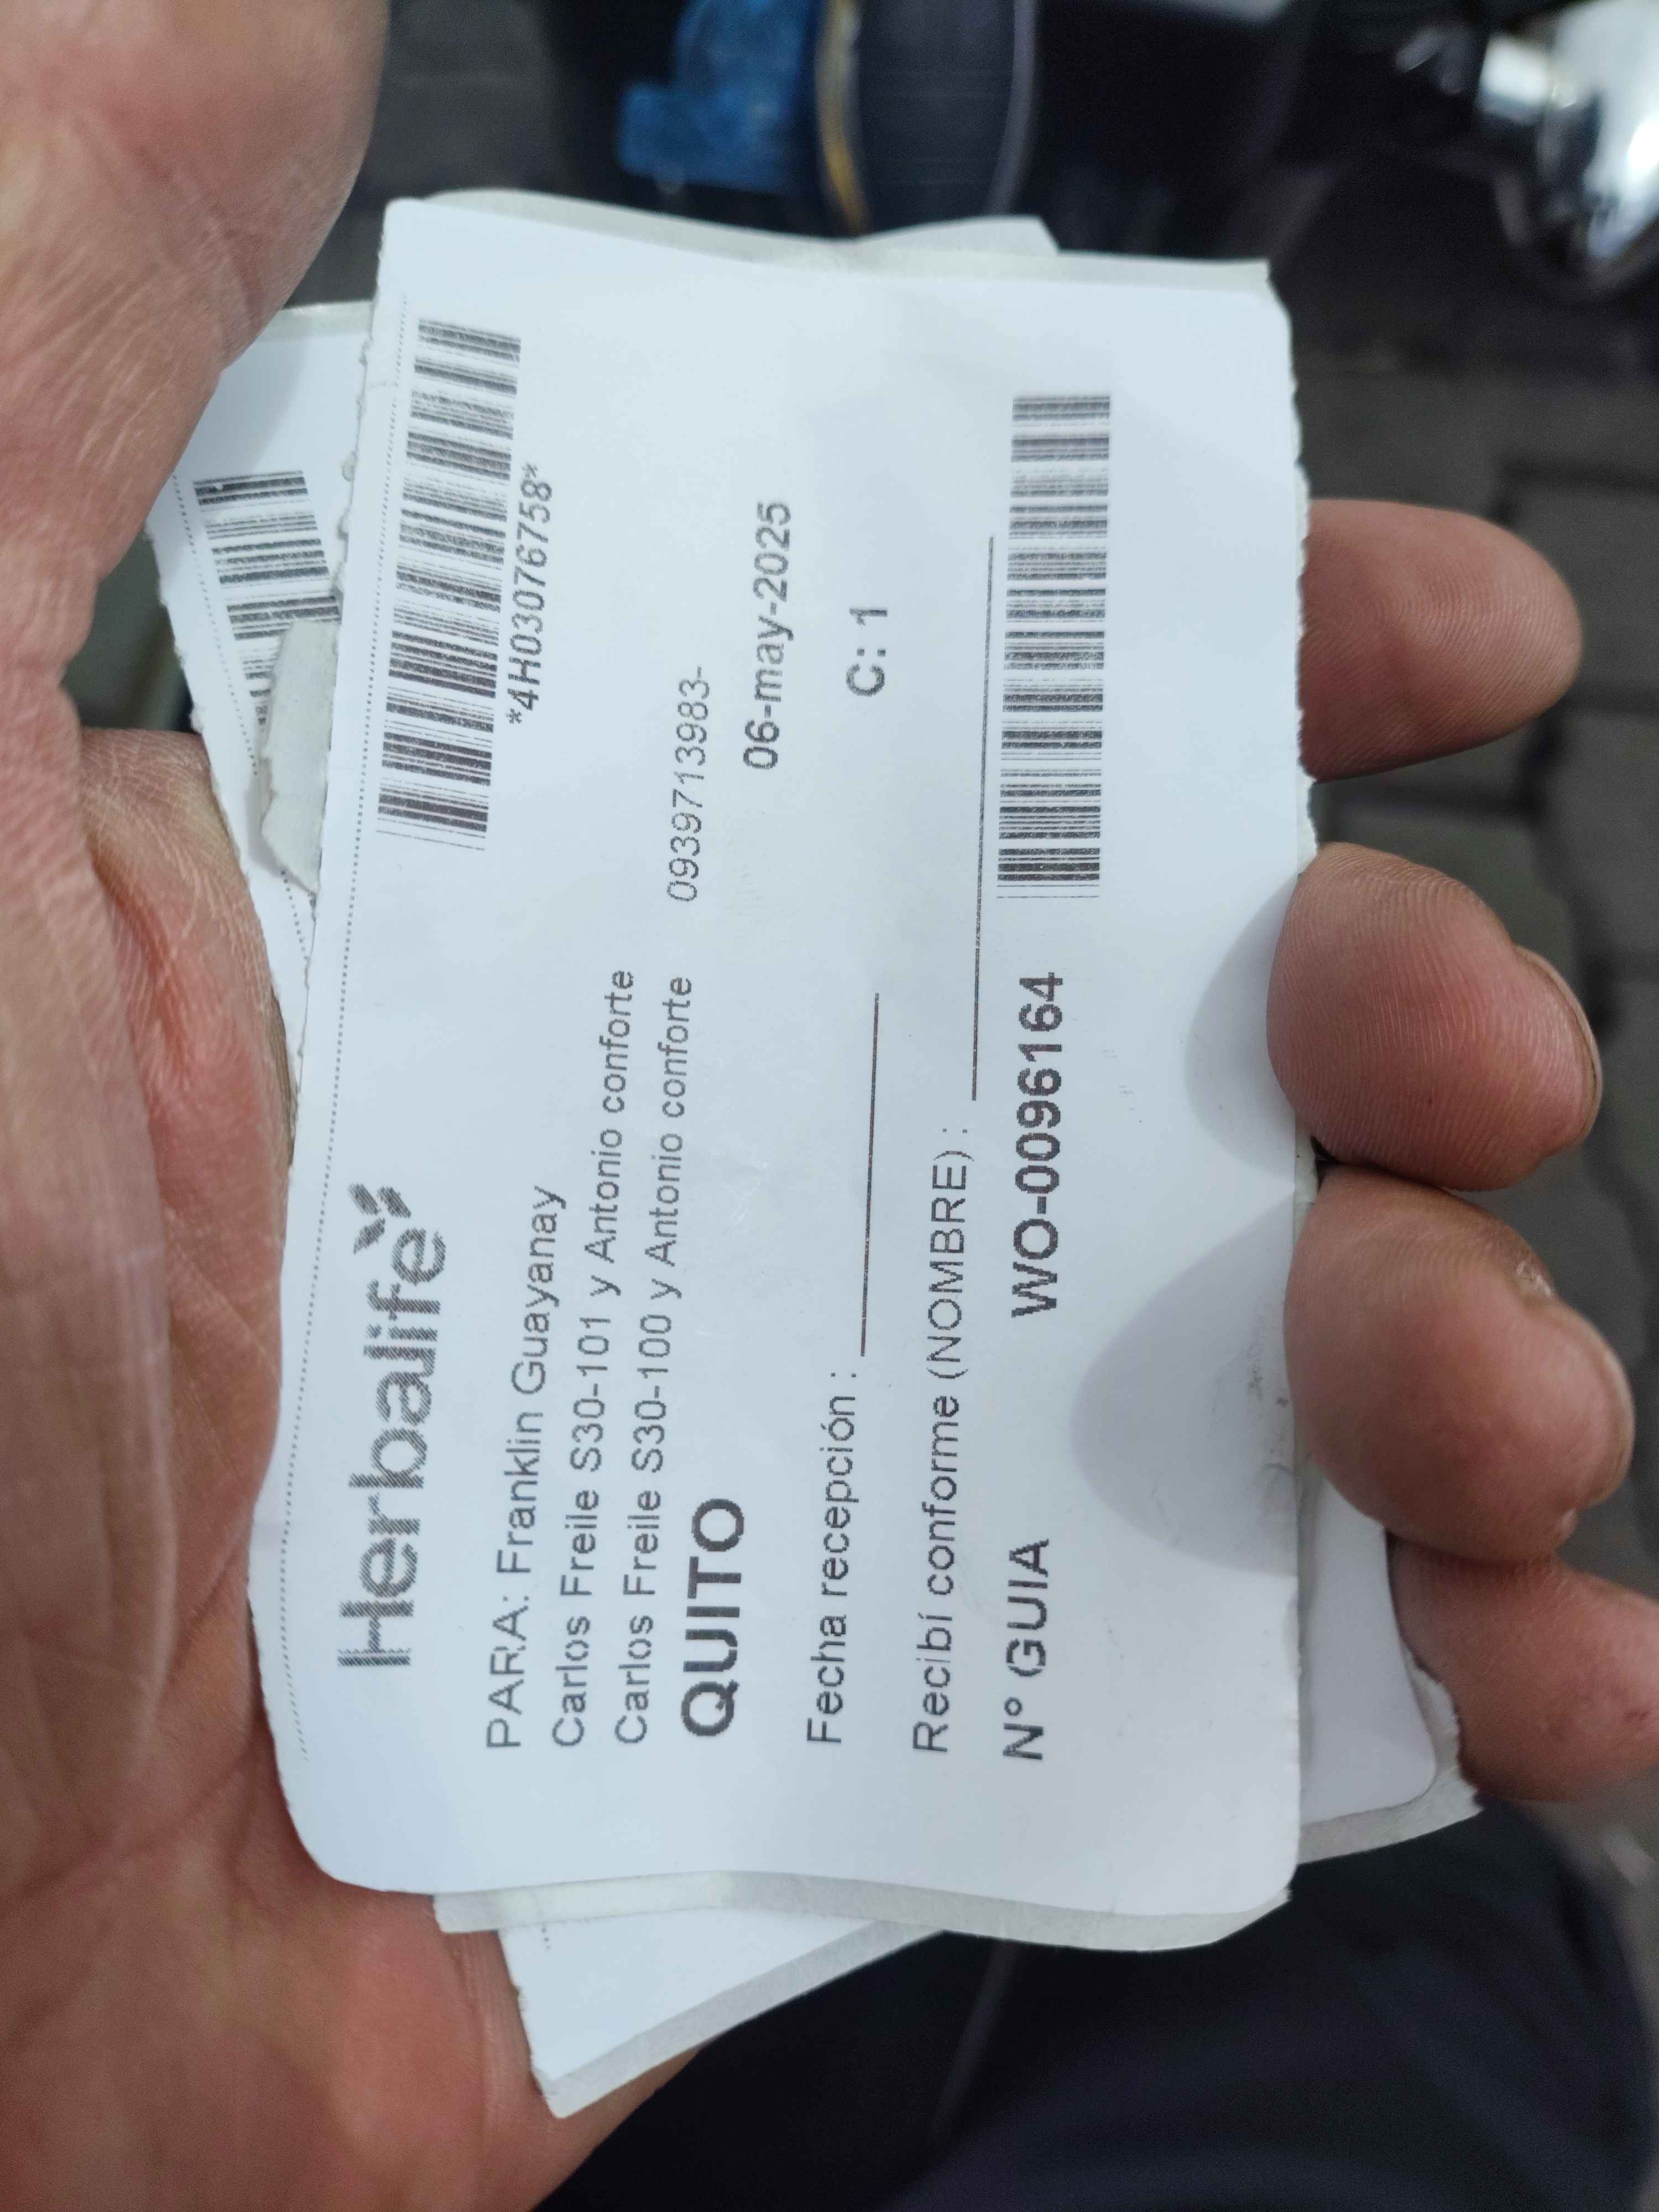 Herbalife
*4H03076758*
PARA: Franklin Guayanay
Carlos Freile S30-101 y Antonio conforte
Carlos Freile S30-100 y Antonio conforte 0939713983-
QUITO 06-may-2025
Fecha recepción : C: 1
Recibí conforme (NOMBRE) :
N° GUIA WO-0096164